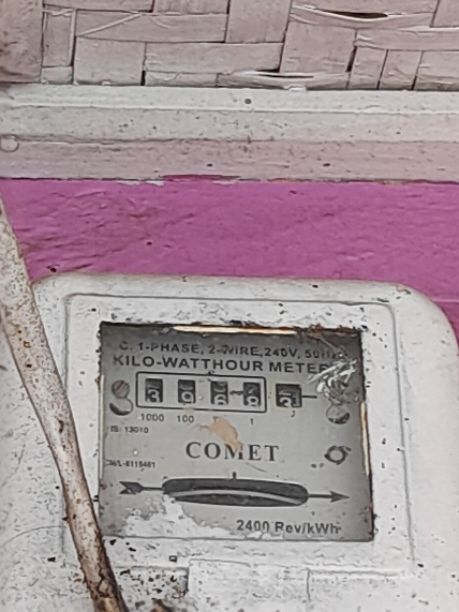 C. 1-PHASE, 2-WIRE, 240V, 50Hz
KILO-WATTHOUR METER
3 9 6 8 3
1000 100 1
IS: 13010
COMET
2400 Rev/kWh